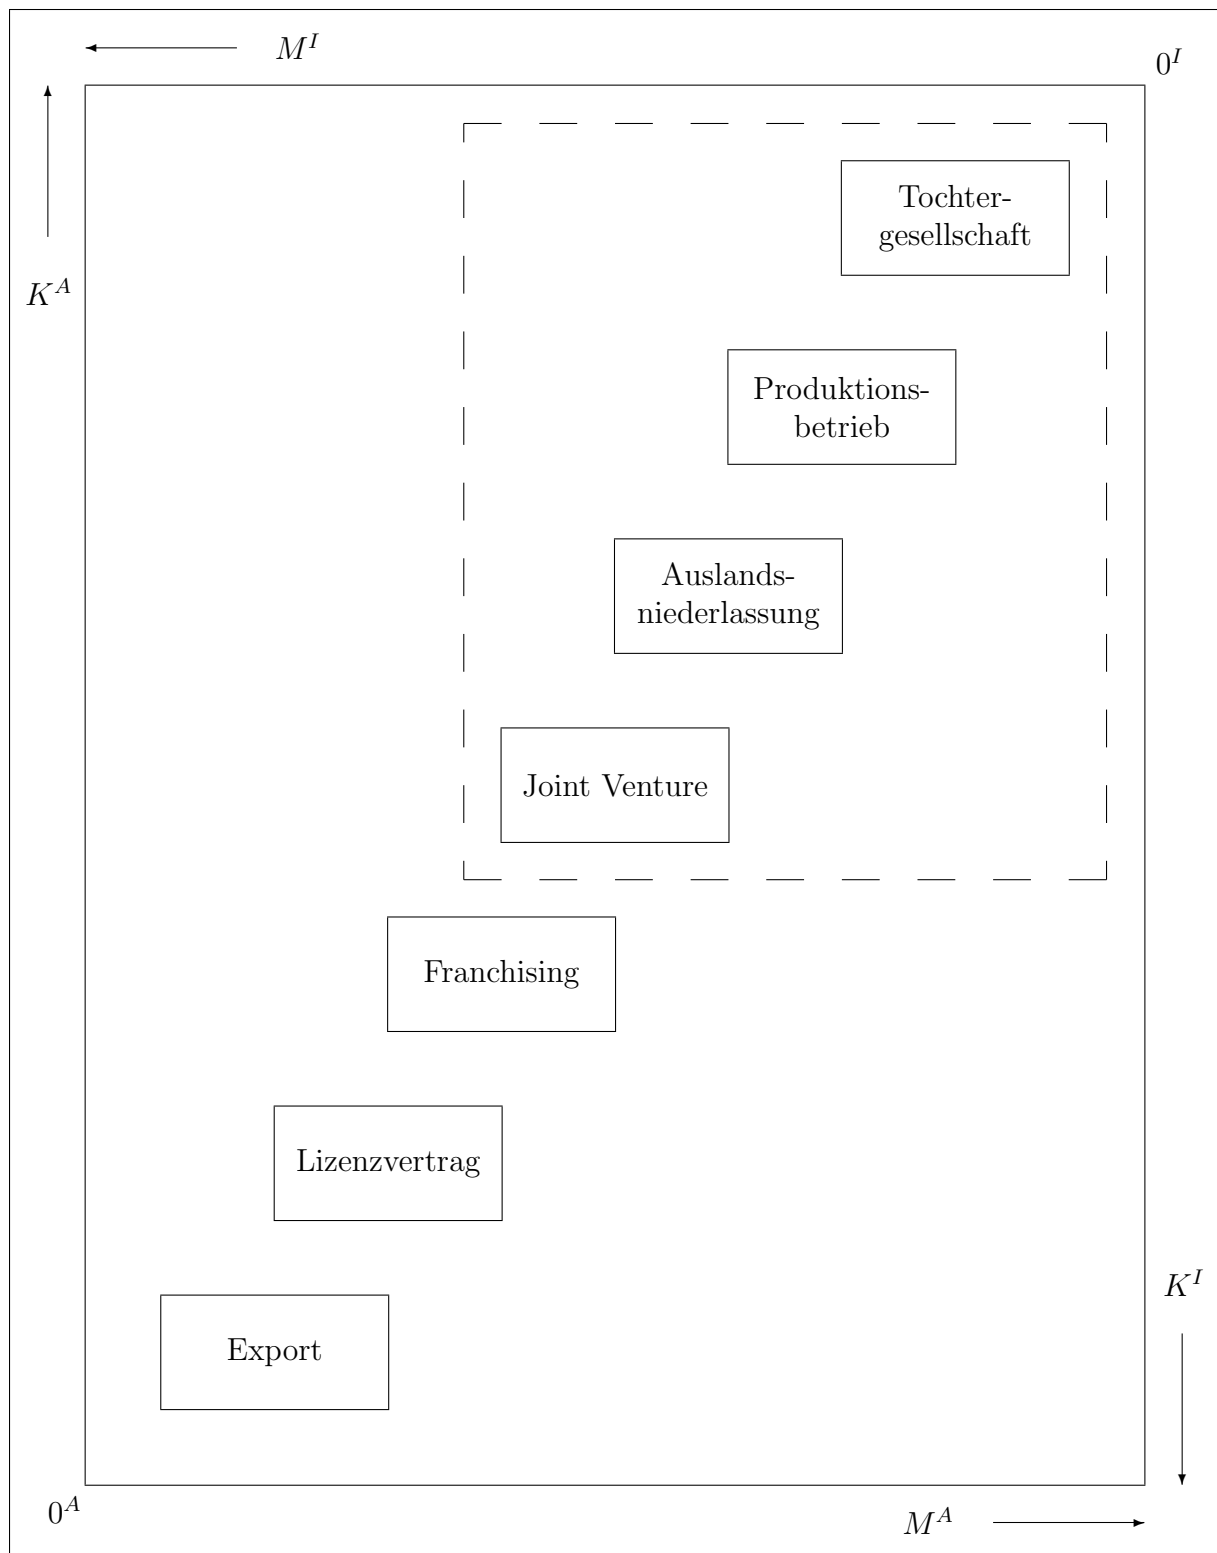 M^I
0^I
Tochter-
gesellschaft
K^A
Produktions-
betrieb
Auslands-
niederlassung
Joint Venture
Franchising
Lizenzvertrag
K^I
Export
0^A
M^A